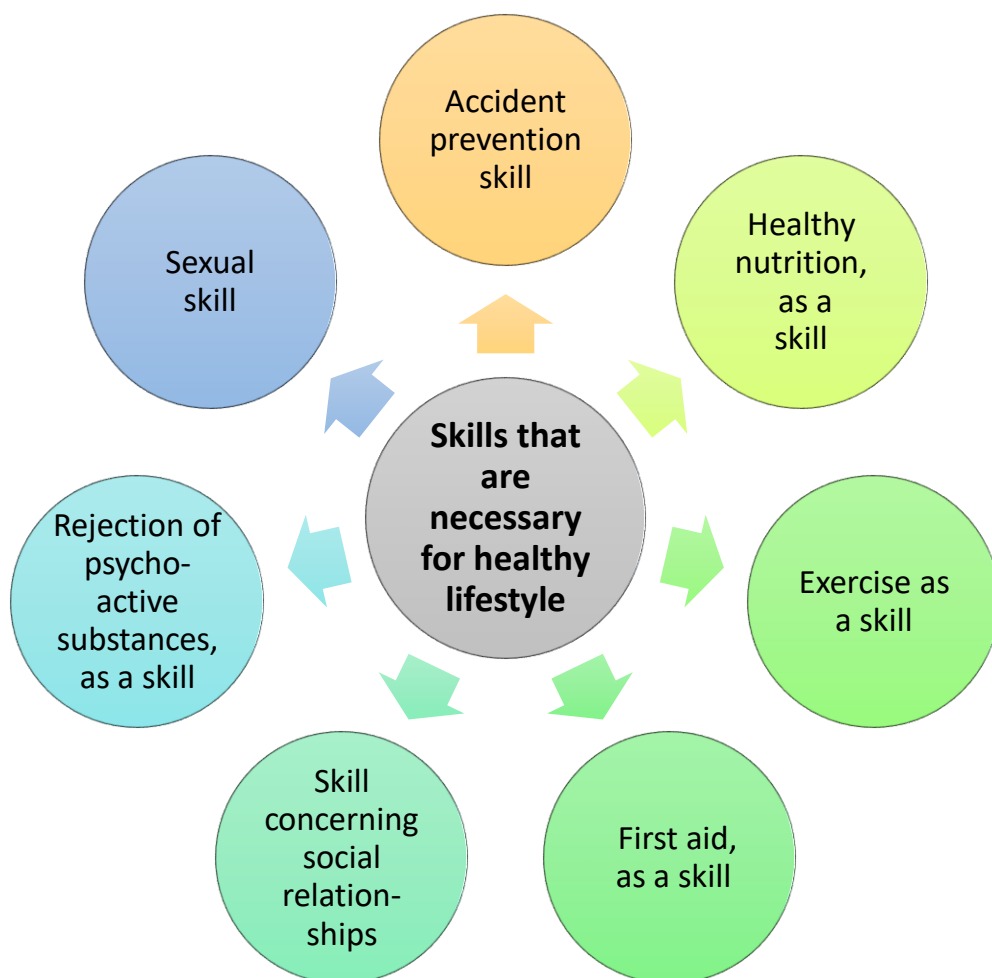 Accident
prevention
skill
Healthy
nutrition,
as a
skill
Exercise as
a skill
First aid,
as a skill
Skill
concerning
social
relation-
ships
Rejection of
psycho-
active
substances,
as a skill
Sexual
skill
Skills that
are
necessary
for healthy
lifestyle